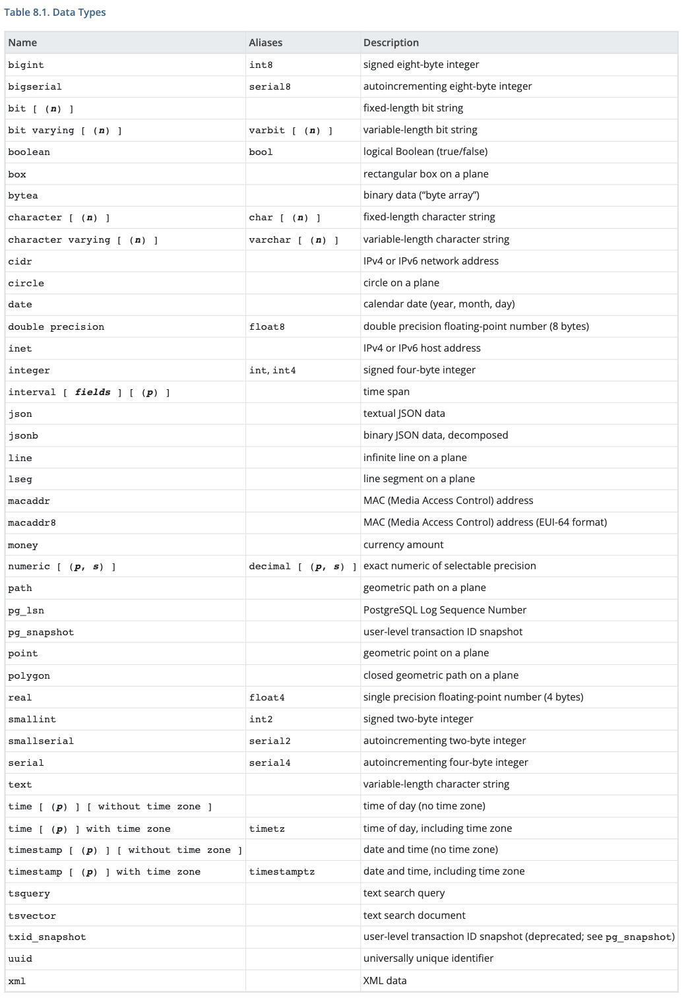 Table 8.1. Data Types
Name Aliases Description
bigint int8 signed eight-byte integer
bigserial serial8 autoincrementing eight-byte integer
bit [ (n) ] fixed-length bit string
bit varying [ (n) ] varbit [ (n) ] variable-length bit string
boolean bool logical Boolean (true/false)
box rectangular box on a plane
bytea binary data (“byte array”)
character [ (n) ] char [ (n) ] fixed-length character string
character varying [ (n) ] varchar [ (n) ] variable-length character string
cidr IPv4 or IPv6 network address
circle circle on a plane
date calendar date (year, month, day)
double precision float8 double precision floating-point number (8 bytes)
inet IPv4 or IPv6 host address
integer int, int4 signed four-byte integer
interval [ fields ] [ (p) ] time span
json textual JSON data
jsonb binary JSON data, decomposed
line infinite line on a plane
lseg line segment on a plane
macaddr MAC (Media Access Control) address
macaddr8 MAC (Media Access Control) address (EUI-64 format)
money currency amount
numeric [ (p, s) ] decimal [ (p, s) ] exact numeric of selectable precision
path geometric path on a plane
pg_lsn PostgreSQL Log Sequence Number
pg_snapshot user-level transaction ID snapshot
point geometric point on a plane
polygon closed geometric path on a plane
real float4 single precision floating-point number (4 bytes)
smallint int2 signed two-byte integer
smallserial serial2 autoincrementing two-byte integer
serial serial4 autoincrementing four-byte integer
text variable-length character string
time [ (p) ] [ without time zone ] time of day (no time zone)
time [ (p) ] with time zone timetz time of day, including time zone
timestamp [ (p) ] [ without time zone ] date and time (no time zone)
timestamp [ (p) ] with time zone timestamptz date and time, including time zone
tsquery text search query
tsvector text search document
txid_snapshot user-level transaction ID snapshot (deprecated; see pg_snapshot)
uuid universally unique identifier
xml XML data